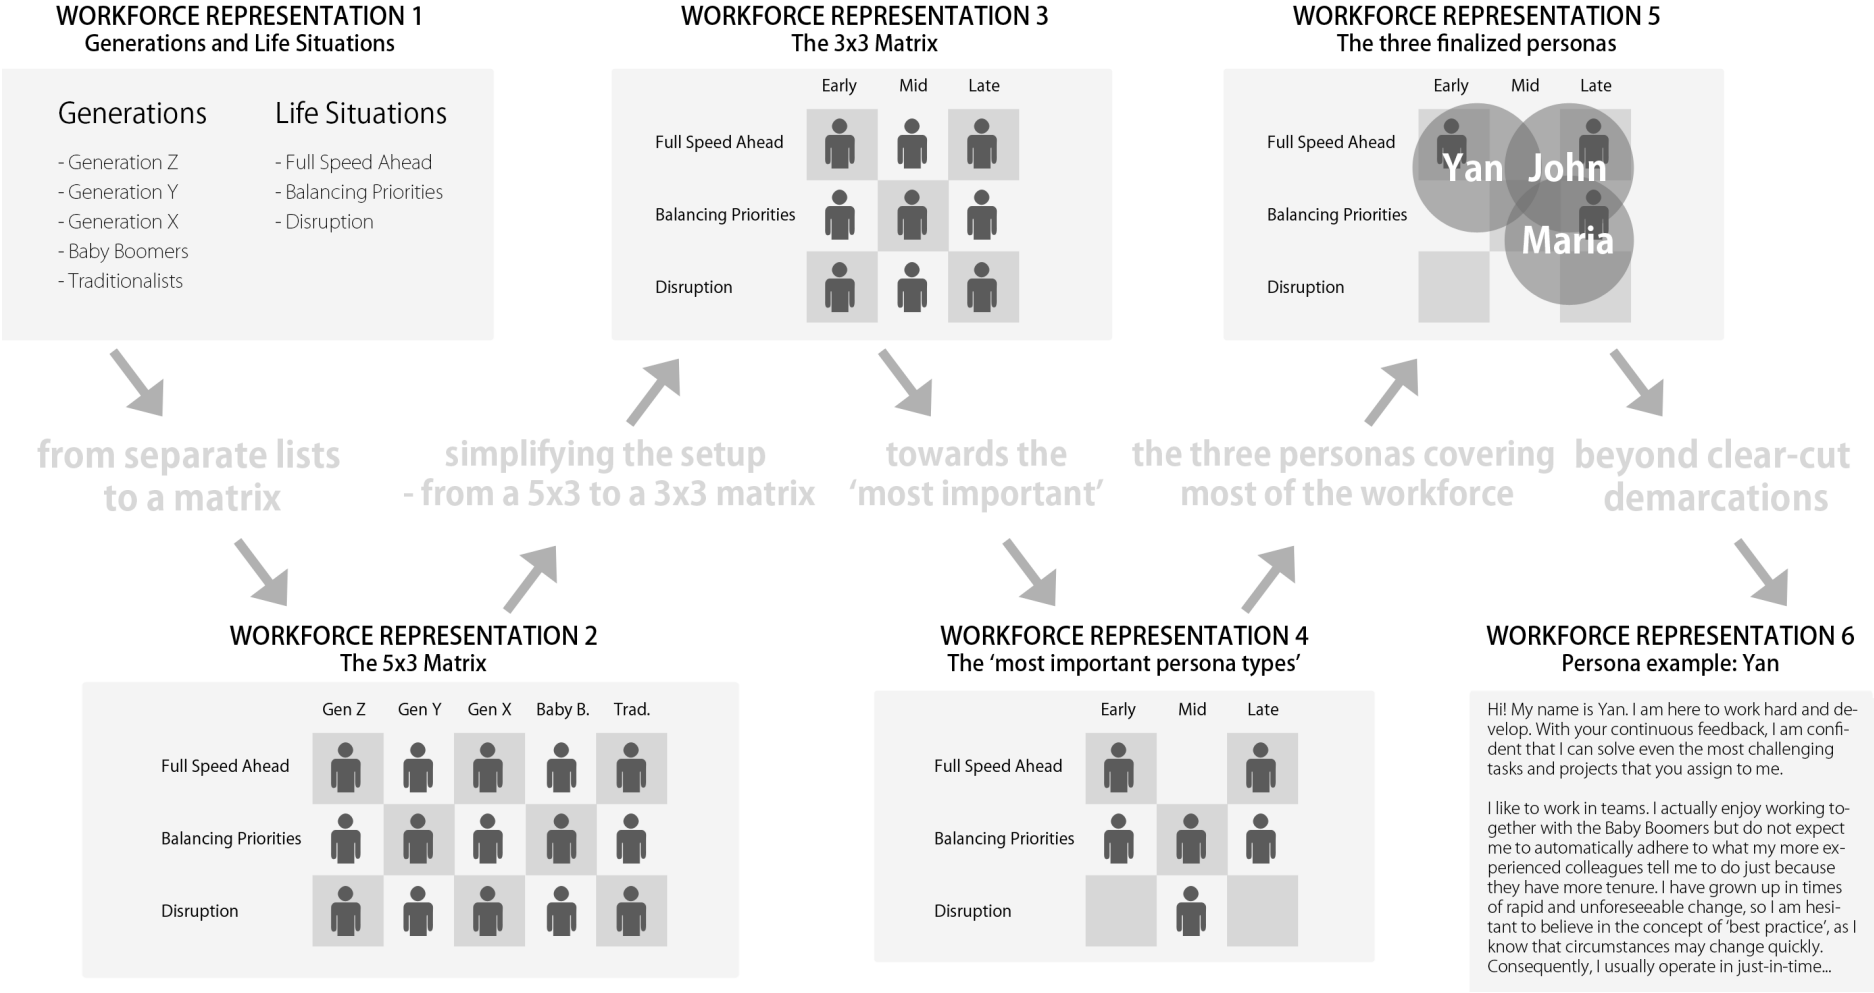 WORKFORCE REPRESENTATION 1
Generations and Life Situations
Generations
- Generation Z
- Generation Y
- Generation X
- Baby Boomers
- Traditionalists
Life Situations
- Full Speed Ahead
- Balancing Priorities
- Disruption
from separate lists
to a matrix
WORKFORCE REPRESENTATION 2
The 5x3 Matrix
Gen Z Gen Y Gen X Baby B. Trad.
Full Speed Ahead
Balancing Priorities
Disruption
simplifying the setup
- from a 5x3 to a 3x3 matrix
WORKFORCE REPRESENTATION 3
The 3x3 Matrix
Early Mid Late
Full Speed Ahead
Balancing Priorities
Disruption
towards the
‘most important’
WORKFORCE REPRESENTATION 4
The ‘most important persona types’
Early Mid Late
Full Speed Ahead
Balancing Priorities
Disruption
the three personas covering
most of the workforce
WORKFORCE REPRESENTATION 5
The three finalized personas
Early Mid Late
Full Speed Ahead
Yan John
Balancing Priorities
Maria
Disruption
beyond clear-cut
demarcations
WORKFORCE REPRESENTATION 6
Persona example: Yan
Hi! My name is Yan. I am here to work hard and de-
velop. With your continuous feedback, I am confi-
dent that I can solve even the most challenging
tasks and projects that you assign to me.
I like to work in teams. I actually enjoy working to-
gether with the Baby Boomers but do not expect
me to automatically adhere to what my more ex-
perienced colleagues tell me to do just because
they have more tenure. I have grown up in times
of rapid and unforeseeable change, so I am hesi-
tant to believe in the concept of ‘best practice’, as I
know that circumstances may change quickly.
Consequently, I usually operate in just-in-time...